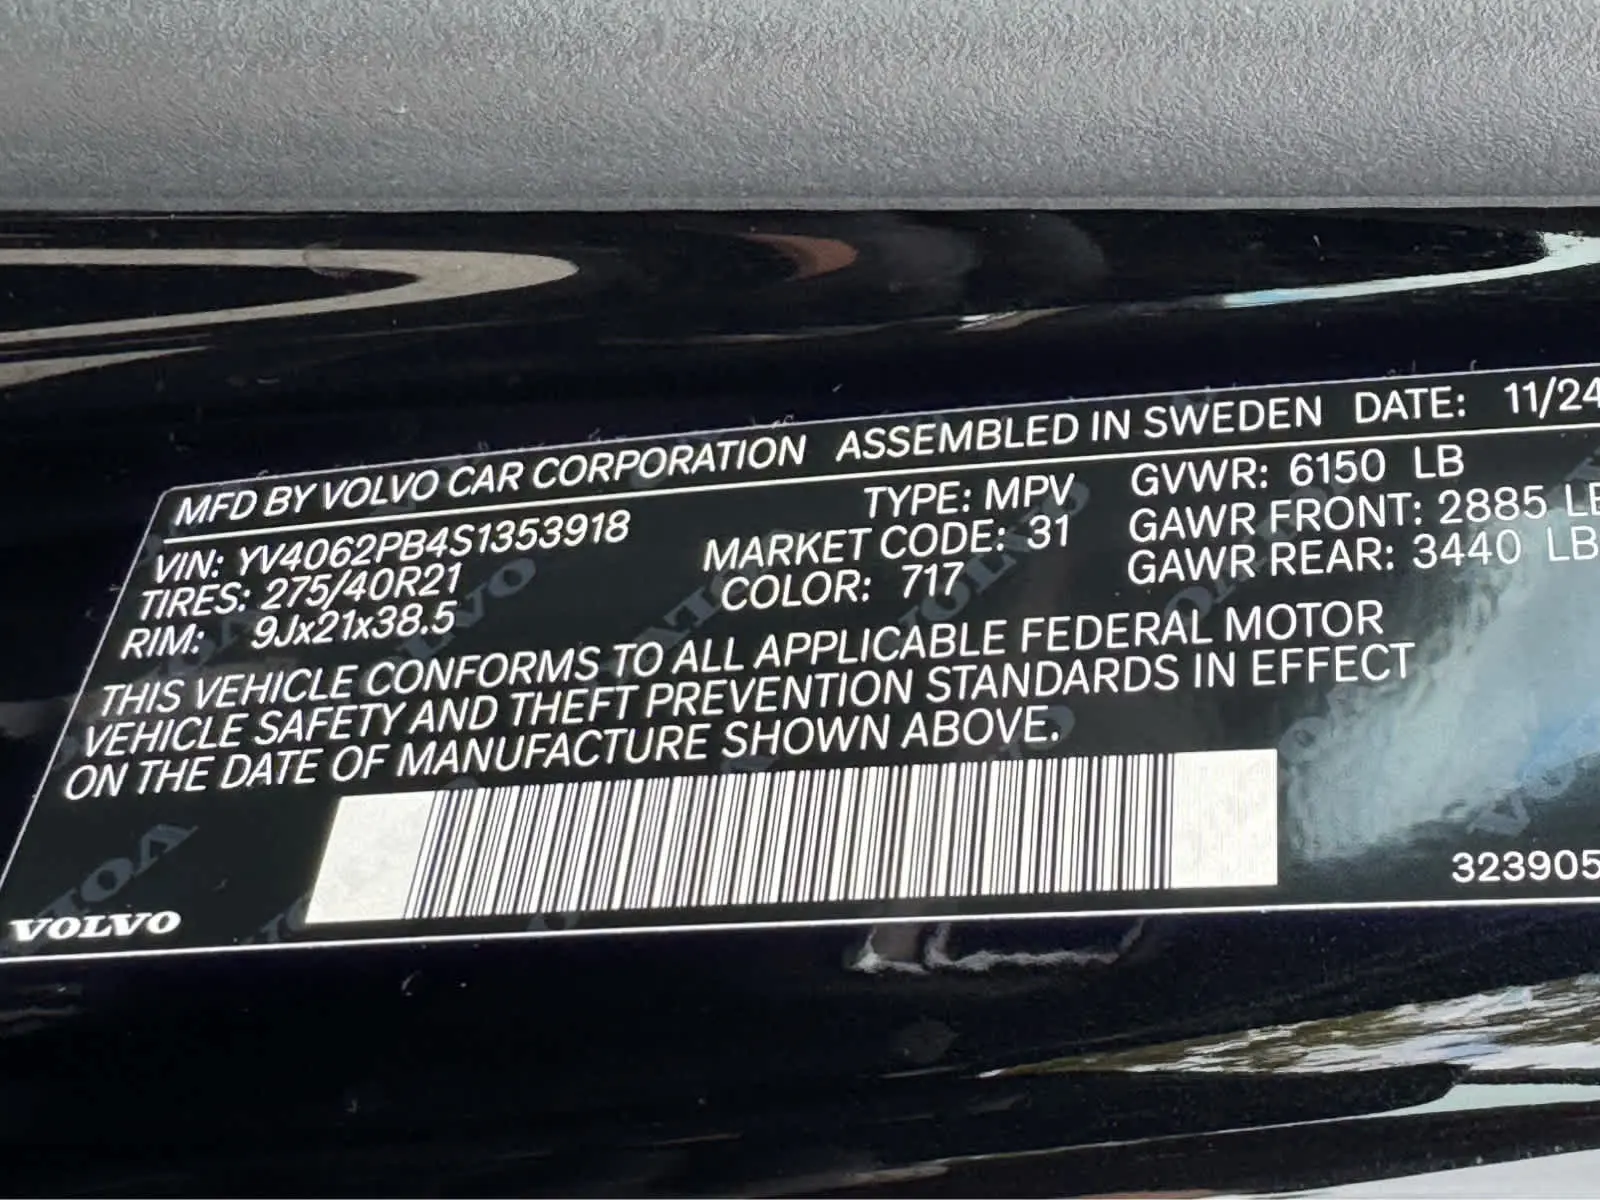 MFD BY VOLVO CAR CORPORATION ASSEMBLED IN SWEDEN DATE: 11/24
VIN: YV4062PB4S1353918 TYPE: MPV GVWR: 6150 LB
TIRES: 275/40R21 MARKET CODE: 31 GAWR FRONT: 2885 LB
RIM: 9Jx21x38.5 COLOR: 717 GAWR REAR: 3440 LB
THIS VEHICLE CONFORMS TO ALL APPLICABLE FEDERAL MOTOR
VEHICLE SAFETY AND THEFT PREVENTION STANDARDS IN EFFECT
ON THE DATE OF MANUFACTURE SHOWN ABOVE.
VOLVO
323905